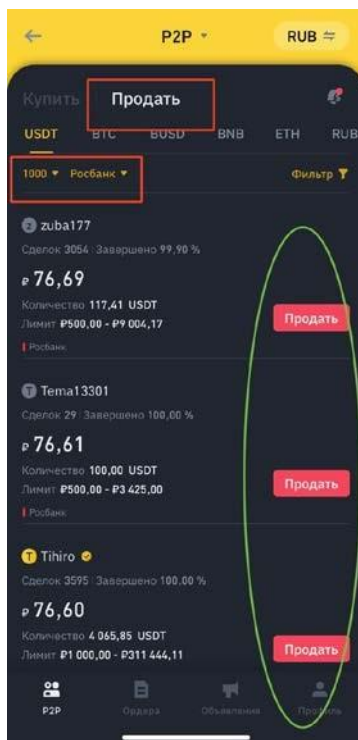 P2P
RUB
Купить Продать
USDT BTC BUSD BNB ETH RUB
1000 Росбанк Фильтр
zuba177
Сделок 3054 Завершено 99,90 %
₽ 76,69
Количество 117,41 USDT
Продать
Лимит ₽500,00 - ₽9 004,17
Росбанк
T Tema13301
Сделок 29 Завершено 100,00 %
₽ 76,61
Количество 100,00 USDT
Продать
Лимит ₽500,00 - ₽3 425,00
Росбанк
T Tihiro
Сделок 3595 Завершено 100,00 %
₽ 76,60
Количество 4 065,85 USDT
Продать
Лимит ₽1 000,00 - ₽311 444,11
P2P Ордера Объявления Профиль